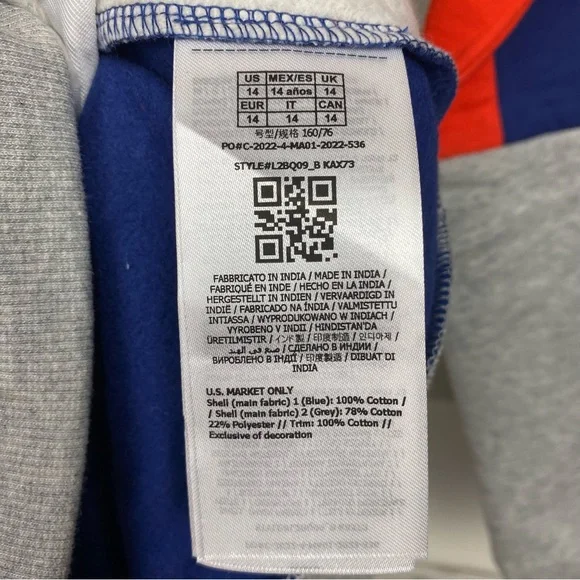 US MEX/ES UK
14 14 años 14
EUR IT CAN
14 14 14
号型/规格 160/76
PO#C-2022-4-MA01-2022-536
STYLE#L2BQ09_B KAX73
FABBRICATO IN INDIA / MADE IN INDIA /
FABRIQUÉ EN INDE / HECHO EN LA INDIA /
HERGESTELLT IN INDIEN / VERVAARDIGD IN
INDIË / FABRICADO NA ÍNDIA / VALMISTETTU
INTIASSA / WYPRODUKOWANO W INDIACH /
VYROBENO V INDII / HINDISTAN'DA
ÜRETILMIŞTIR / インド製 / 인디아제
/ صنع في الهند / СДЕЛАНО В ИНДИИ /
ВИРОБЛЕНО В ІНДІЇ / 印度製造 / DIBUAT DI
INDIA
U.S. MARKET ONLY
Shell (main fabric) 1 (Blue): 100% Cotton /
/ Shell (main fabric) 2 (Grey): 78% Cotton
22% Polyester // Trim: 100% Cotton //
Exclusive of decoration